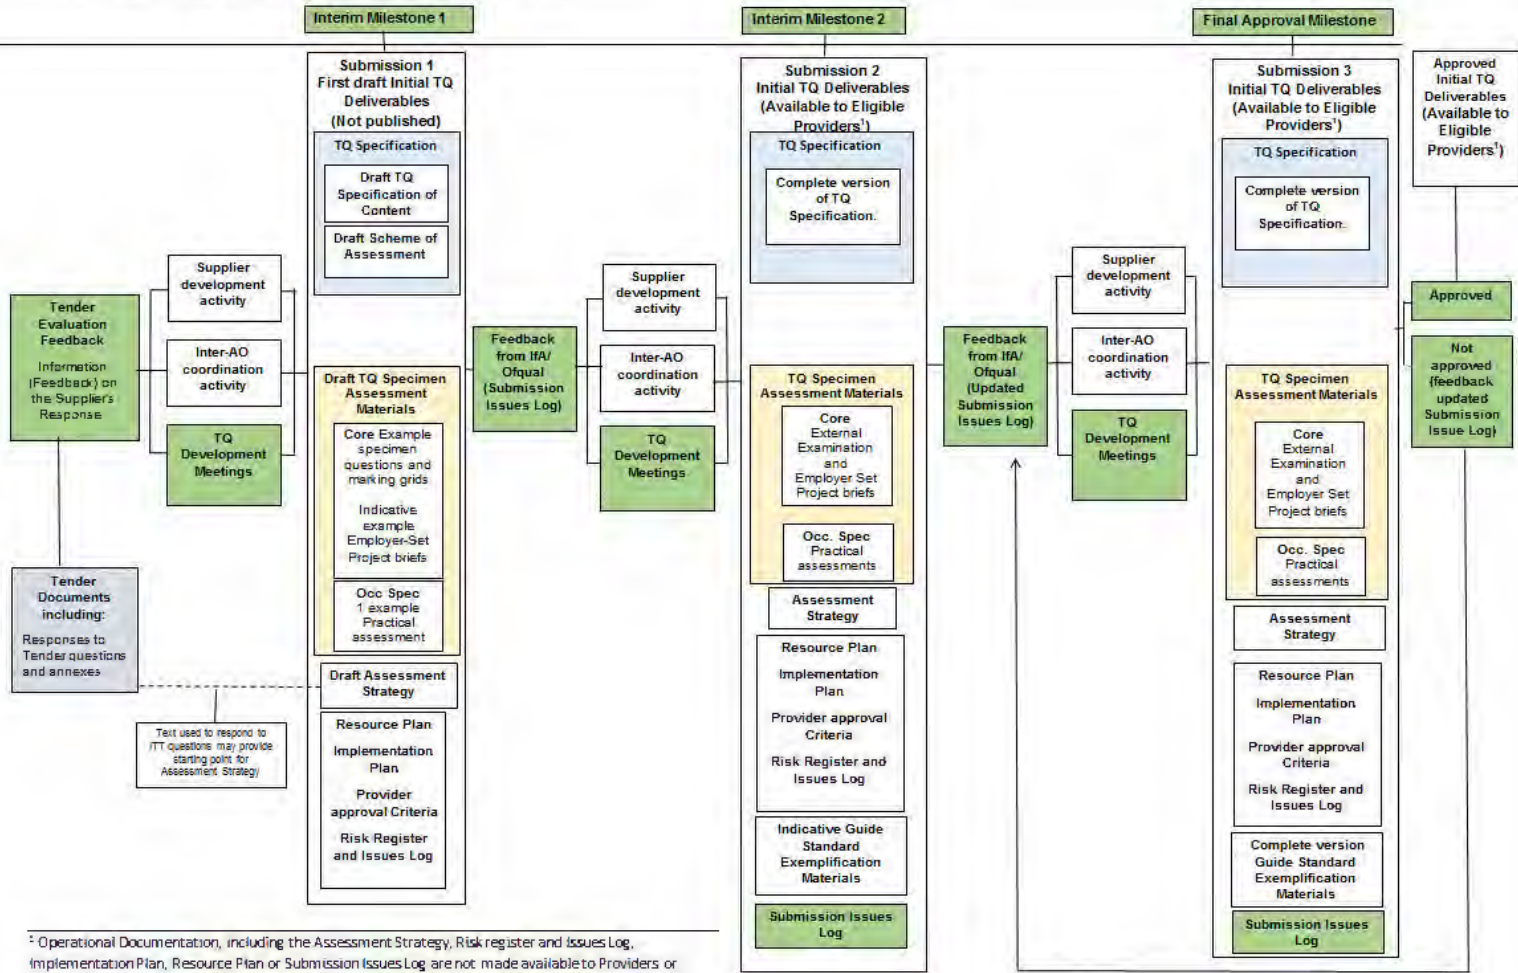 Interim Milestone 1
Interim Milestone 2
Final Approval Milestone
Tender
Evaluation
Feedback
Information
(Feedback) on
the Supplier's
Response
Tender
Documents
including:
Responses to
Tender questions
and annexes
Text used to respond to
ITT questions may provide
starting point for
Assessment Strategy
Supplier
development
activity
Inter-AO
coordination
activity
TQ
Development
Meetings
Submission 1
First draft Initial TQ
Deliverables
(Not published)
TQ Specification
Draft TQ
Specification of
Content
Draft Scheme of
Assessment
Draft TQ Specimen
Assessment
Materials
Core Example
specimen
questions and
marking grids
Indicative
example
Employer-Set
Project briefs
Occ Spec
1 example
Practical
assessment
Draft Assessment
Strategy
Resource Plan
Implementation
Plan
Provider
approval Criteria
Risk Register
and Issues Log
Feedback
from IfA/
Ofqual
(Submission
Issues Log)
Supplier
development
activity
Inter-AO
coordination
activity
TQ
Development
Meetings
Submission 2
Initial TQ Deliverables
(Available to Eligible
Providers¹)
TQ Specification
Complete version
of TQ
Specification.
TQ Specimen
Assessment Materials
Core
External
Examination
and
Employer Set
Project briefs
Occ. Spec
Practical
assessments
Assessment
Strategy
Resource Plan
Implementation
Plan
Provider approval
Criteria
Risk Register and
Issues Log
Indicative Guide
Standard
Exemplification
Materials
Submission Issues
Log
Feedback
from IfA/
Ofqual
(Updated
Submission
Issues Log)
Supplier
development
activity
Inter-AO
coordination
activity
TQ
Development
Meetings
Submission 3
Initial TQ Deliverables
(Available to Eligible
Providers¹)
TQ Specification
Complete version
of TQ
Specification.
TQ Specimen
Assessment Materials
Core
External
Examination
and
Employer Set
Project briefs
Occ. Spec
Practical
assessments
Assessment
Strategy
Resource Plan
Implementation
Plan
Provider approval
Criteria
Risk Register and
Issues Log
Complete version
Guide Standard
Exemplification
Materials
Submission Issues
Log
Approved
Initial TQ
Deliverables
(Available to
Eligible
Providers¹)
Approved
Not
approved
(feedback
updated
Submission
Issue Log)
¹ Operational Documentation, including the Assessment Strategy, Risk register and Issues Log,
Implementation Plan, Resource Plan or Submission Issues Log are not made available to Providers or